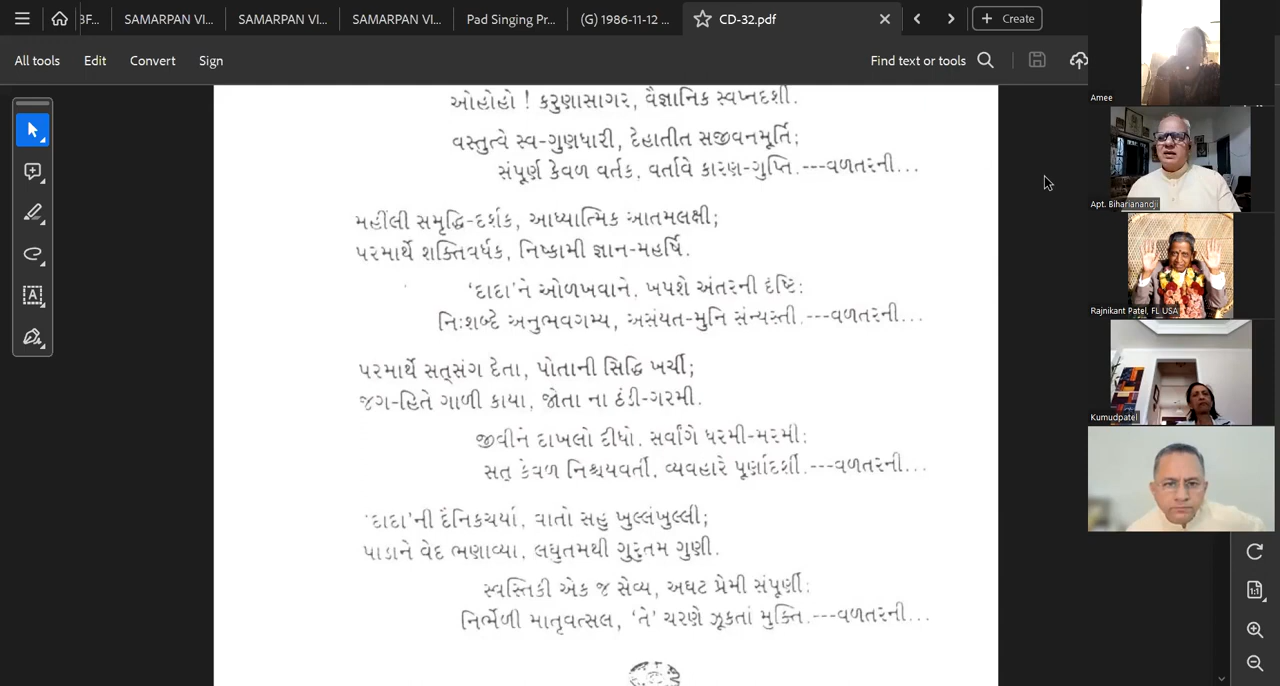 BF...
SAMARPAN VI...
SAMARPAN VI...
SAMARPAN VI...
Pad Singing Pr...
(G) 1986-11-12 ...
CD-32.pdf
Create
All tools
Edit
Convert
Sign
Find text or tools
ઓહોહો ! કરુણાસાગર, વૈજ્ઞાનિક સ્વપ્નદર્શી.
વસ્તુત્વે સ્વ-ગુણધારી, દેહાતીત સજીવનમૂર્તિ;
સંપૂર્ણ કેવળ વર્તક, વર્તાવે કારણ-ગુપ્તિ.---વળતરની...
મહીંલી સમૃદ્ધિ-દર્શક, આધ્યાત્મિક આતમલક્ષી;
પરમાર્થે શક્તિવર્ધક, નિષ્કામી જ્ઞાન-મહર્ષિ.
‘દાદા’ને ઓળખવાને. ખપશે અંતરની દૃષ્ટિ:
નિઃશબ્દે અનુભવગમ્ય, અસંયત-મુનિ સંન્યસ્તી.---વળતરની...
પરમાર્થે સત્સંગ દેતા, પોતાની સિદ્ધિ ખર્ચી;
જગ-હિતે ગાળી કાયા, જોતા ના ઠંડી-ગરમી.
જીવીને દાખલો દીધો. સર્વાંગે ધરમી-મરમી:
સત્ કેવળ નિશ્ચયવર્તી, વ્યવહારે પૂર્ણાદર્શી.---વળતરની...
‘દાદા’ની દૈનિકચર્યા, વાતો સહુ ખુલ્લંખુલ્લી;
પાડાને વેદ ભણાવ્યા, લઘુતમથી ગુરુતમ ગુણી.
સ્વસ્તિકી એક જ સેવ્ય, અઘટ પ્રેમી સંપૂર્ણી;
નિર્ભેળી માતૃવત્સલ, ‘તે’ ચરણે ઝૂકતાં મુક્તિ.---વળતરની...
Amee
Apt. Biharianandji
Rajnikant Patel, FL USA
Kumudpatel